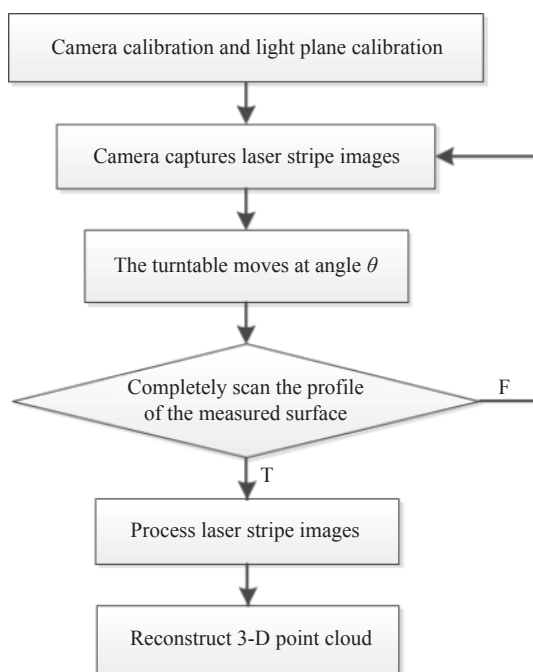 Camera calibration and light plane calibration
Camera captures laser stripe images
The turntable moves at angle θ
Completely scan the profile
of the measured surface
F
T
Process laser stripe images
Reconstruct 3-D point cloud